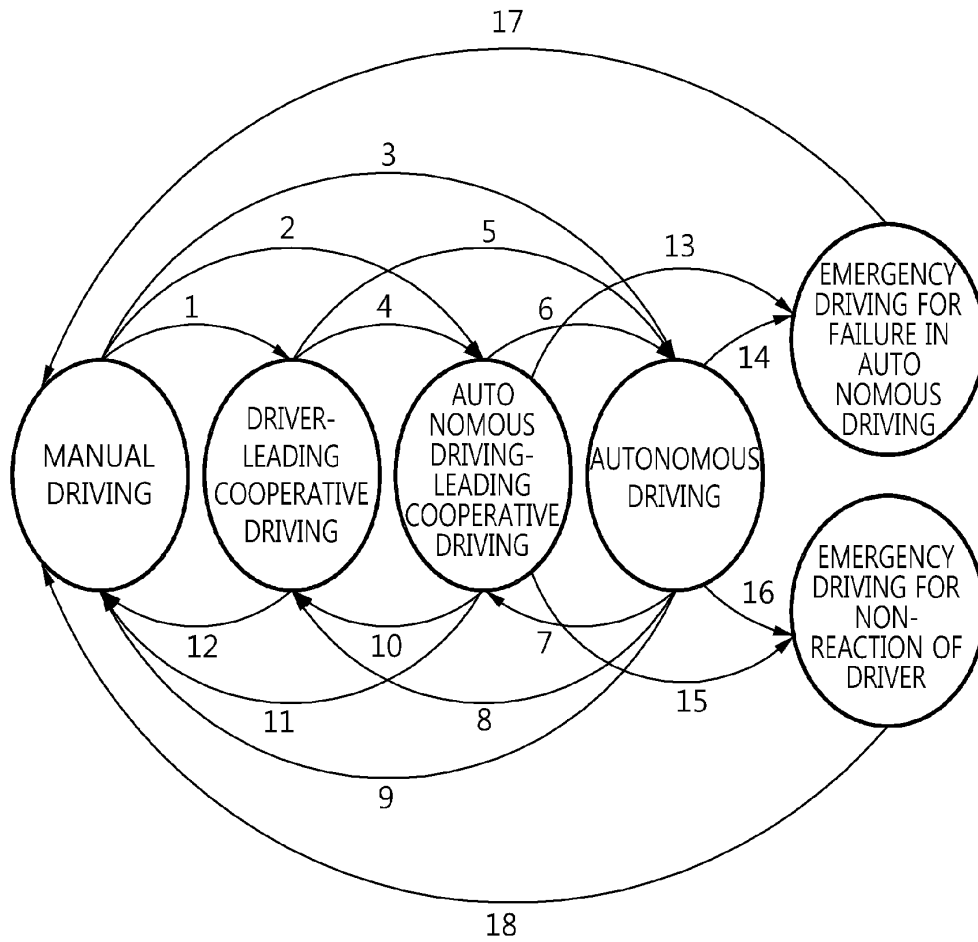 17
3
2
5
13
1
4
6
14
EMERGENCY
DRIVING FOR
FAILURE IN
AUTO
NOMOUS
DRIVING
MANUAL
DRIVING
DRIVER-
LEADING
COOPERATIVE
DRIVING
AUTO
NOMOUS
DRIVING-
LEADING
COOPERATIVE
DRIVING
AUTONOMOUS
DRIVING
EMERGENCY
DRIVING FOR
NON-
REACTION OF
DRIVER
16
12
10
7
15
11
8
9
18